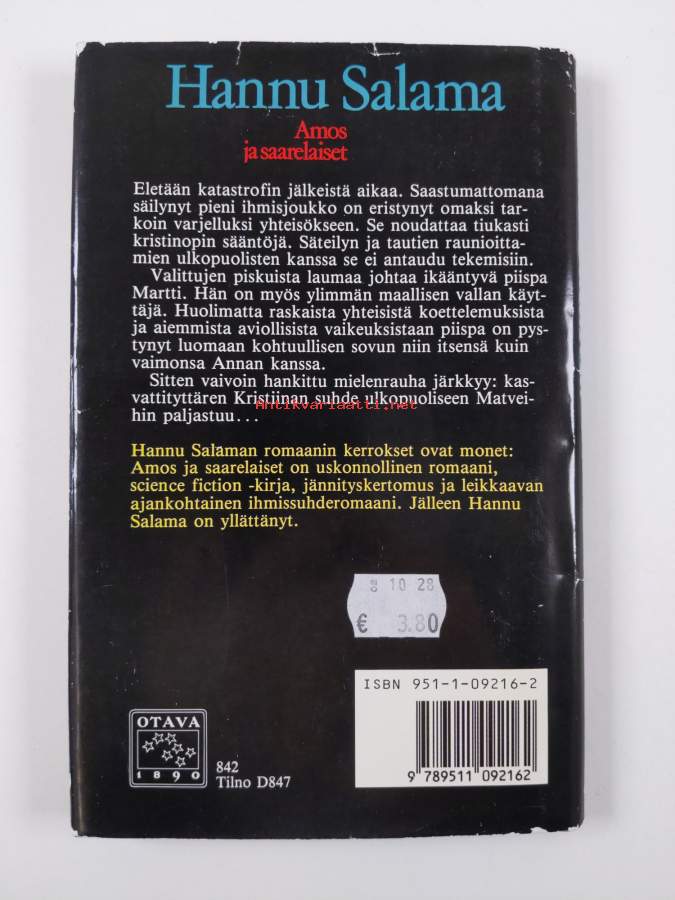 Hannu Salama
Amos
ja saarelaiset
Eletään katastrofin jälkeistä aikaa. Saastumattomana
säilynyt pieni ihmisjoukko on eristynyt omaksi tar-
koin varjelluksi yhteisökseen. Se noudattaa tiukasti
kristinopin sääntöjä. Säteilyn ja tautien raunioitta-
mien ulkopuolisten kanssa se ei antaudu tekemisiin.
Valittujen piskuista laumaa johtaa ikääntyvä piispa
Martti. Hän on myös ylimmän maallisen vallan käyt-
täjä. Huolimatta raskaista yhteisistä koettelemuksista
ja aiemmista aviollisista vaikeuksistaan piispa on pys-
tynyt luomaan kohtuullisen sovun niin itsensä kuin
vaimonsa Annan kanssa.
Sitten vaivoin hankittu mielenrauha järkkyy: kas-
vattityttären Kristiinan suhde ulkopuoliseen Matvei-
hin paljastuu...
Antikvariaatti.net
Hannu Salaman romaanin kerrokset ovat monet:
Amos ja saarelaiset on uskonnollinen romaani,
science fiction -kirja, jännityskertomus ja leikkaavan
ajankohtainen ihmissuhderomaani. Jälleen Hannu
Salama on yllättänyt.
02 10 28
€ 3.80
ISBN 951-1-09216-2
9 789511 092162
OTAVA
1890
842
Tilno D847